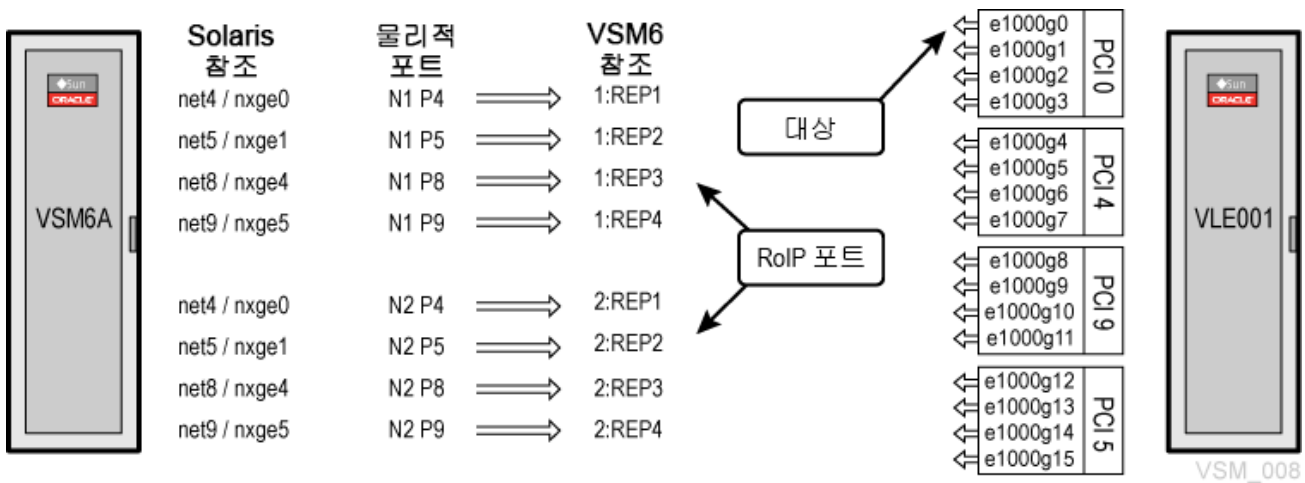 Solaris 참조
물리적 포트
VSM6 참조
Sun
ORACLE
VSM6A
net4 / nxge0 N1 P4 1:REP1
net5 / nxge1 N1 P5 1:REP2
net8 / nxge4 N1 P8 1:REP3
net9 / nxge5 N1 P9 1:REP4
net4 / nxge0 N2 P4 2:REP1
net5 / nxge1 N2 P5 2:REP2
net8 / nxge4 N2 P8 2:REP3
net9 / nxge5 N2 P9 2:REP4
대상
RoIP 포트
e1000g0
e1000g1
e1000g2
e1000g3
PCI 0
e1000g4
e1000g5
e1000g6
e1000g7
PCI 4
e1000g8
e1000g9
e1000g10
e1000g11
PCI 9
e1000g12
e1000g13
e1000g14
e1000g15
PCI 5
Sun
ORACLE
VLE001
VSM_008